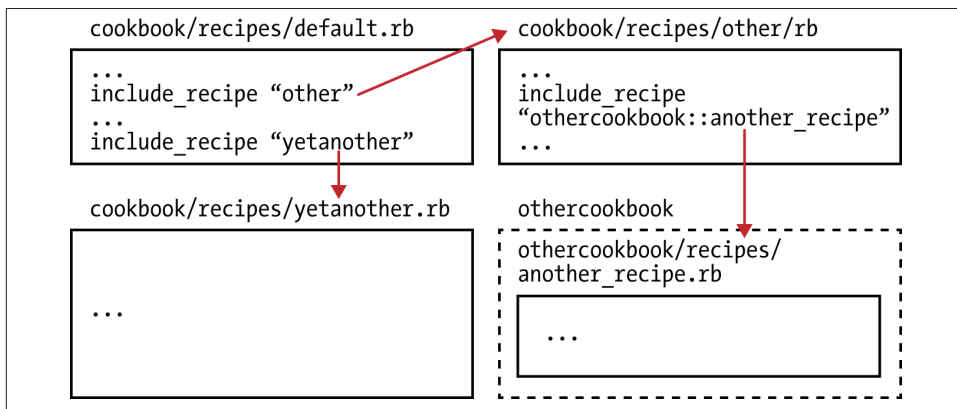 cookbook/recipes/default.rb
...
include_recipe “other”
...
include_recipe “yetanother”
cookbook/recipes/other/rb
...
include_recipe
“othercookbook::another_recipe”
...
cookbook/recipes/yetanother.rb
...
othercookbook
othercookbook/recipes/
another_recipe.rb
...